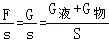 F/s = G/s = G液+G物/S